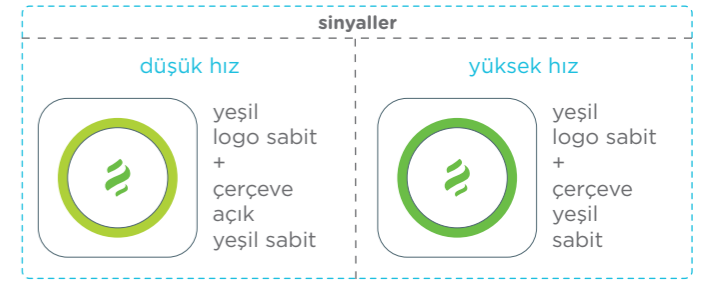 sinyaller
düşük hız
yeşil
logo sabit
+
çerçeve
açık
yeşil sabit
yüksek hız
yeşil
logo sabit
+
çerçeve
yeşil
sabit